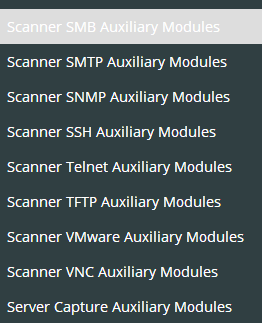 Scanner SMB Auxiliary Modules
Scanner SMTP Auxiliary Modules
Scanner SNMP Auxiliary Modules
Scanner SSH Auxiliary Modules
Scanner Telnet Auxiliary Modules
Scanner TFTP Auxiliary Modules
Scanner VMware Auxiliary Modules
Scanner VNC Auxiliary Modules
Server Capture Auxiliary Modules